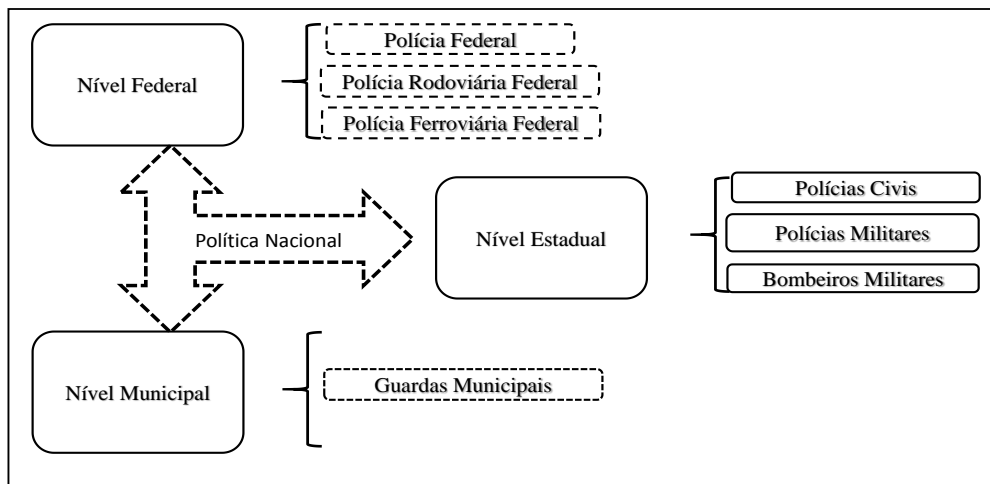 Nível Federal
Polícia Federal
Polícia Rodoviária Federal
Polícia Ferroviária Federal
Política Nacional
Nível Estadual
Polícias Civis
Polícias Militares
Bombeiros Militares
Nível Municipal
Guardas Municipais